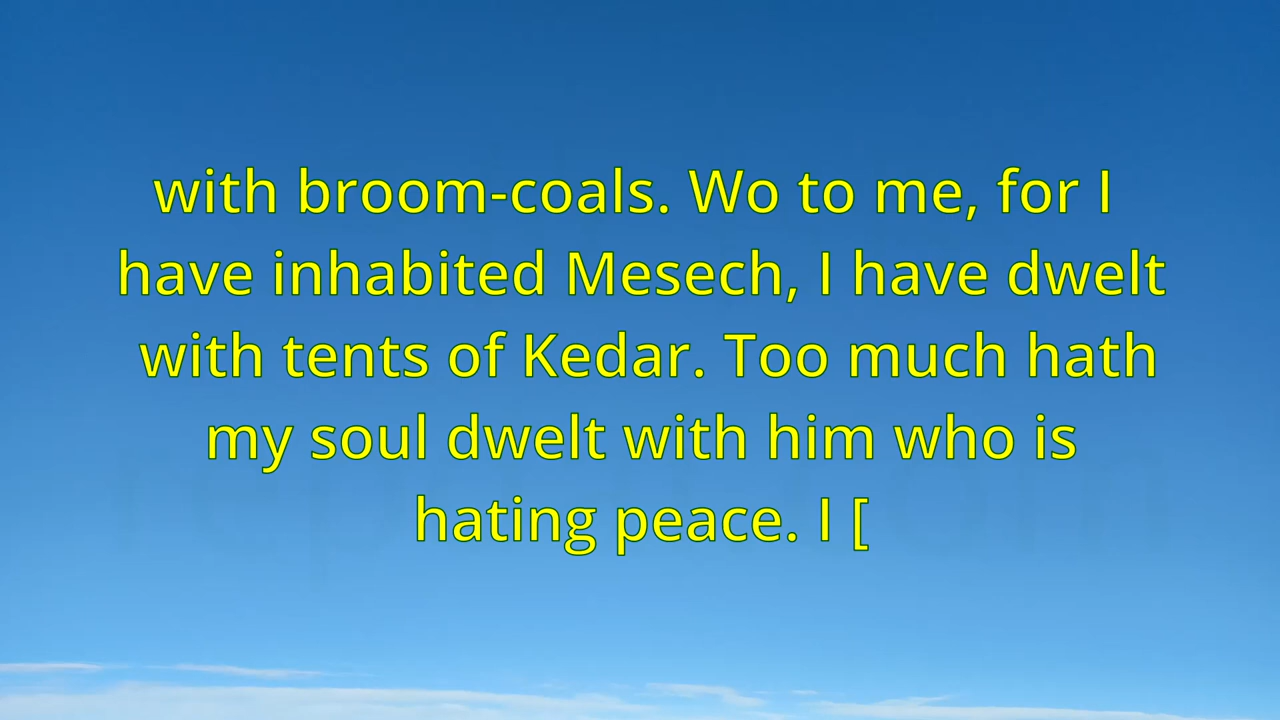 with broom-coals. Wo to me, for I
have inhabited Mesech, I have dwelt
with tents of Kedar. Too much hath
my soul dwelt with him who is
hating peace. I [